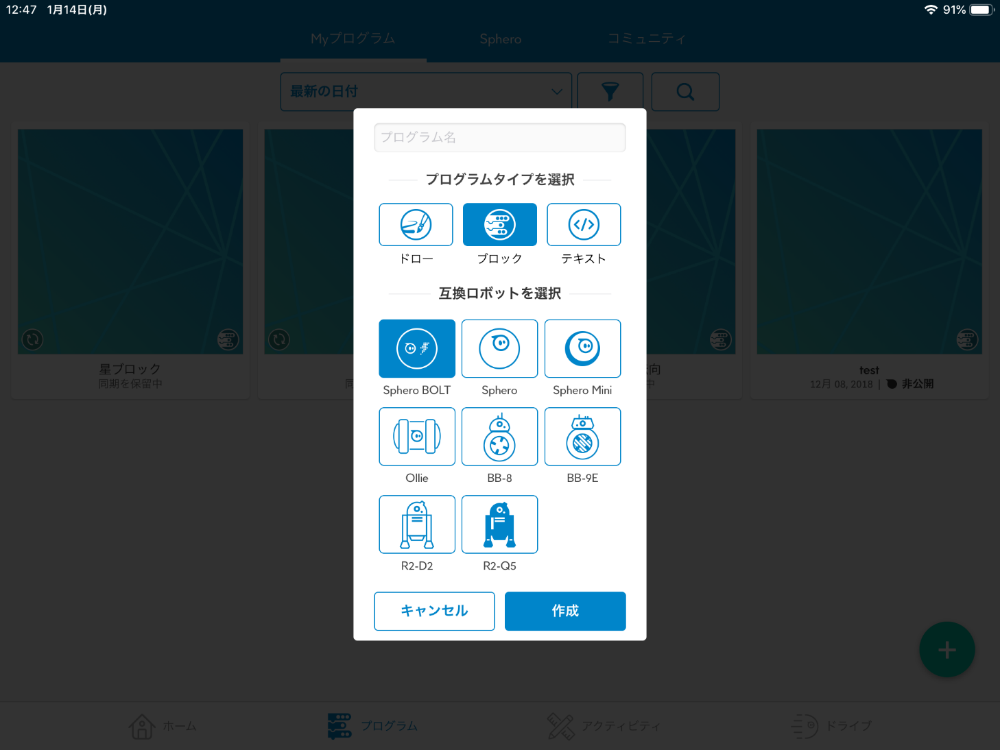 12:47 1月14日(月)
91%
Myプログラム
Sphero
コミュニティ
最新の日付
プログラム名
プログラムタイプを選択
ドロー
ブロック
テキスト
互換ロボットを選択
Sphero BOLT
Sphero
Sphero Mini
Ollie
BB-8
BB-9E
R2-D2
R2-Q5
キャンセル
作成
星ブロック
同期を保留中
同
向
中
test
12月 08, 2018 | 非公開
ホーム
プログラム
アクティビティ
ドライブ